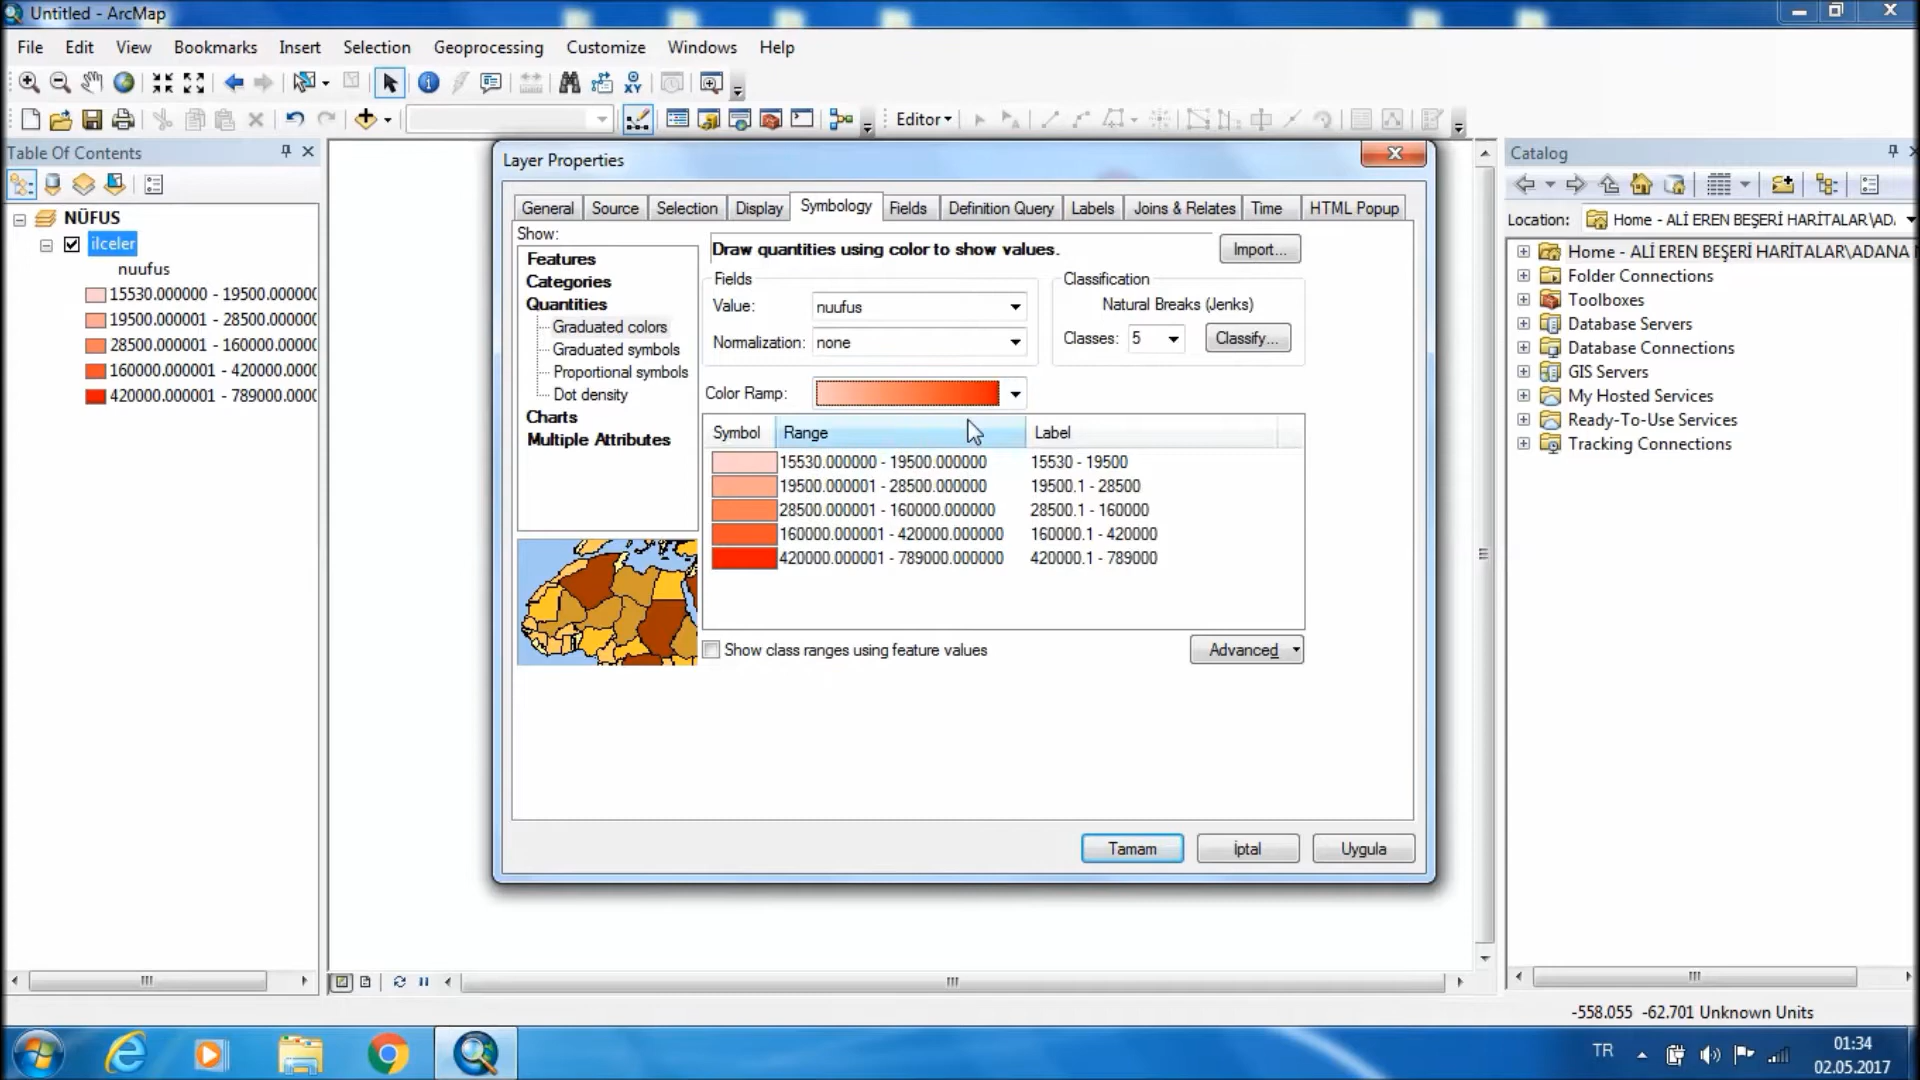 Untitled - ArcMap
File Edit View Bookmarks Insert Selection Geoprocessing Customize Windows Help
Editor
Table Of Contents
NÜFUS
ilceler
nuufus
15530.000000 - 19500.00000
19500.000001 - 28500.00000
28500.000001 - 160000.0000
160000.000001 - 420000.000
420000.000001 - 789000.000
Layer Properties
General Source Selection Display Symbology Fields Definition Query Labels Joins & Relates Time HTML Popup
Show:
Features
Categories
Quantities
Graduated colors
Graduated symbols
Proportional symbols
Dot density
Charts
Multiple Attributes
Draw quantities using color to show values.
Import...
Fields
Value: nuufus
Normalization: none
Classification
Natural Breaks (Jenks)
Classes: 5 Classify...
Color Ramp:
Symbol Range Label
15530.000000 - 19500.000000 15530 - 19500
19500.000001 - 28500.000000 19500.1 - 28500
28500.000001 - 160000.000000 28500.1 - 160000
160000.000001 - 420000.000000 160000.1 - 420000
420000.000001 - 789000.000000 420000.1 - 789000
Show class ranges using feature values
Advanced
Tamam İptal Uygula
Catalog
Location: Home - ALİ EREN BEŞERİ HARİTALAR\AD
Home - ALİ EREN BEŞERİ HARİTALAR\ADANA
Folder Connections
Toolboxes
Database Servers
Database Connections
GIS Servers
My Hosted Services
Ready-To-Use Services
Tracking Connections
-558.055 -62.701 Unknown Units
TR
01:34
02.05.2017